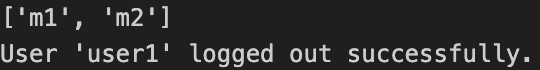 ['m1', 'm2']
User 'user1' logged out successfully.